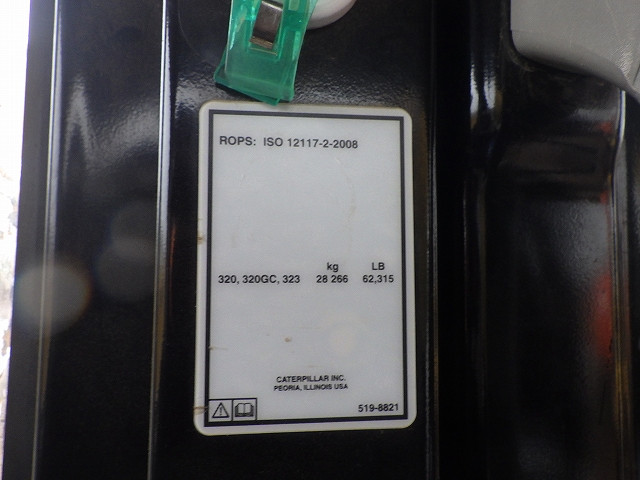 ROPS: ISO 12117-2-2008
kg LB
320, 320GC, 323 28 266 62,315
CATERPILLAR INC.
PEORIA, ILLINOIS USA
519-8821